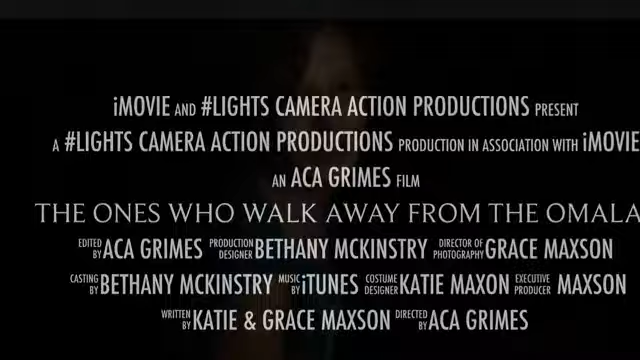 iMOVIE AND #LIGHTS CAMERA ACTION PRODUCTIONS PRESENT
A #LIGHTS CAMERA ACTION PRODUCTIONS PRODUCTION IN ASSOCIATION WITH iMOVIE
AN ACA GRIMES FILM
THE ONES WHO WALK AWAY FROM THE OMALA
EDITED BY ACA GRIMES PRODUCTION DESIGNER BETHANY MCKINSTRY DIRECTOR OF PHOTOGRAPHY GRACE MAXSON
CASTING BY BETHANY MCKINSTRY MUSIC BY iTUNES COSTUME DESIGNER KATIE MAXON EXECUTIVE PRODUCER MAXSON
WRITTEN BY KATIE & GRACE MAXSON DIRECTED BY ACA GRIMES